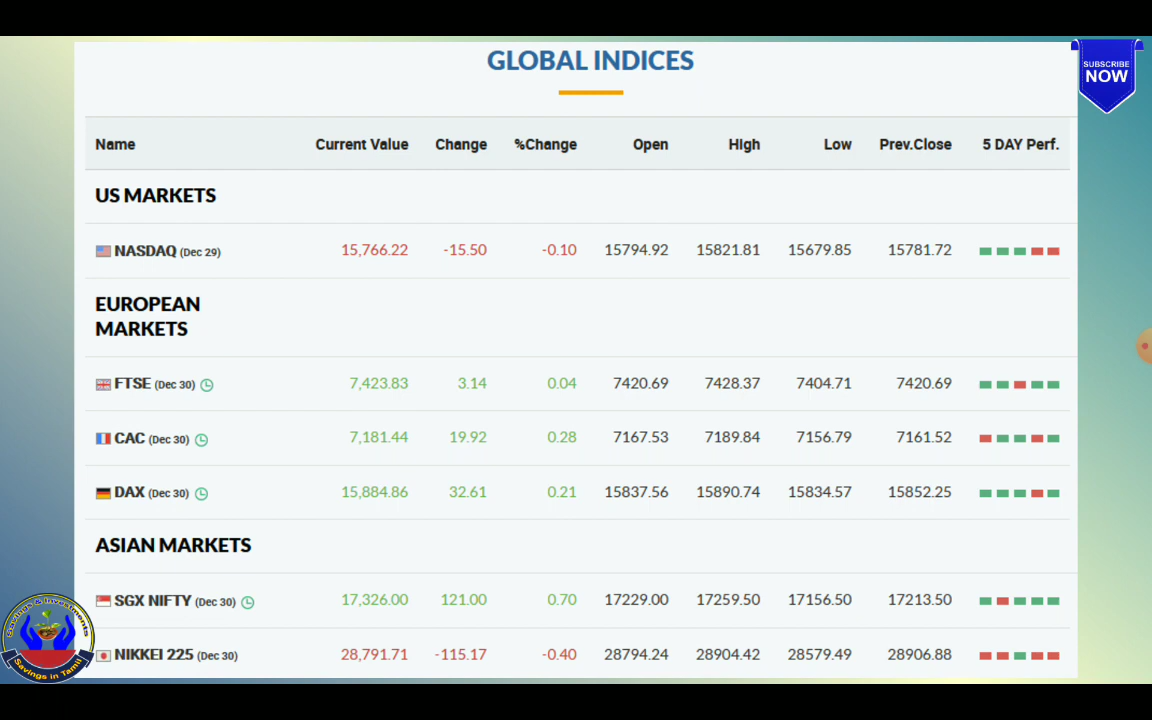 GLOBAL INDICES
SUBSCRIBE
NOW
Name Current Value Change %Change Open High Low Prev.Close 5 DAY Perf.
US MARKETS
NASDAQ (Dec 29) 15,766.22 -15.50 -0.10 15794.92 15821.81 15679.85 15781.72
EUROPEAN
MARKETS
FTSE (Dec 30) 7,423.83 3.14 0.04 7420.69 7428.37 7404.71 7420.69
CAC (Dec 30) 7,181.44 19.92 0.28 7167.53 7189.84 7156.79 7161.52
DAX (Dec 30) 15,884.86 32.61 0.21 15837.56 15890.74 15834.57 15852.25
ASIAN MARKETS
SGX NIFTY (Dec 30) 17,326.00 121.00 0.70 17229.00 17259.50 17156.50 17213.50
NIKKEI 225 (Dec 30) 28,791.71 -115.17 -0.40 28794.24 28904.42 28579.49 28906.88
Savings & Investments
Savings in Tamil